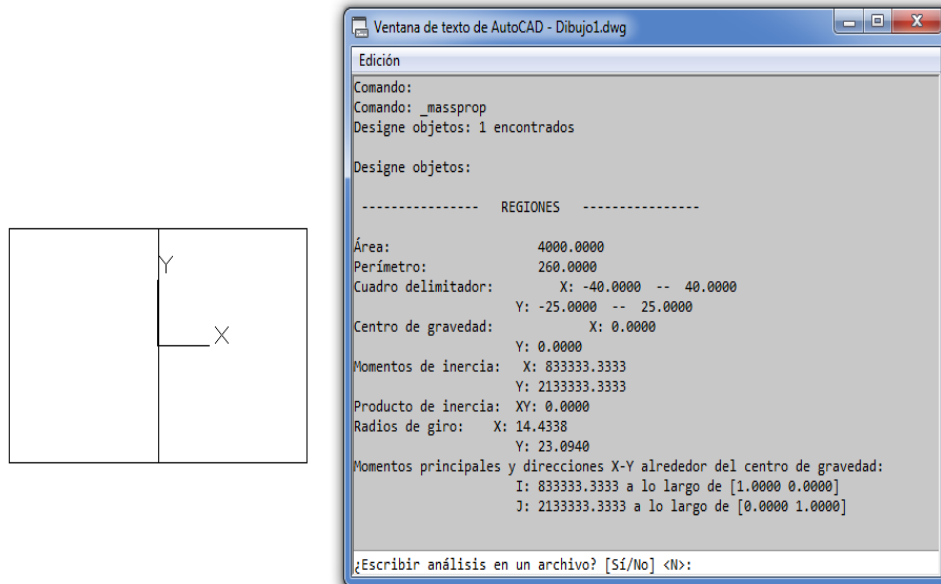 Ventana de texto de AutoCAD - Dibujo1.dwg
Edición
Comando:
Comando: _massprop
Designe objetos: 1 encontrados
Designe objetos:
---------------- REGIONES ----------------
Área: 4000.0000
Perímetro: 260.0000
Cuadro delimitador: X: -40.0000 -- 40.0000
Y: -25.0000 -- 25.0000
Centro de gravedad: X: 0.0000
Y: 0.0000
Momentos de inercia: X: 833333.3333
Y: 2133333.3333
Producto de inercia: XY: 0.0000
Radios de giro: X: 14.4338
Y: 23.0940
Momentos principales y direcciones X-Y alrededor del centro de gravedad:
I: 833333.3333 a lo largo de [1.0000 0.0000]
J: 2133333.3333 a lo largo de [0.0000 1.0000]
¿Escribir análisis en un archivo? [Sí/No] <N>:
Y
X